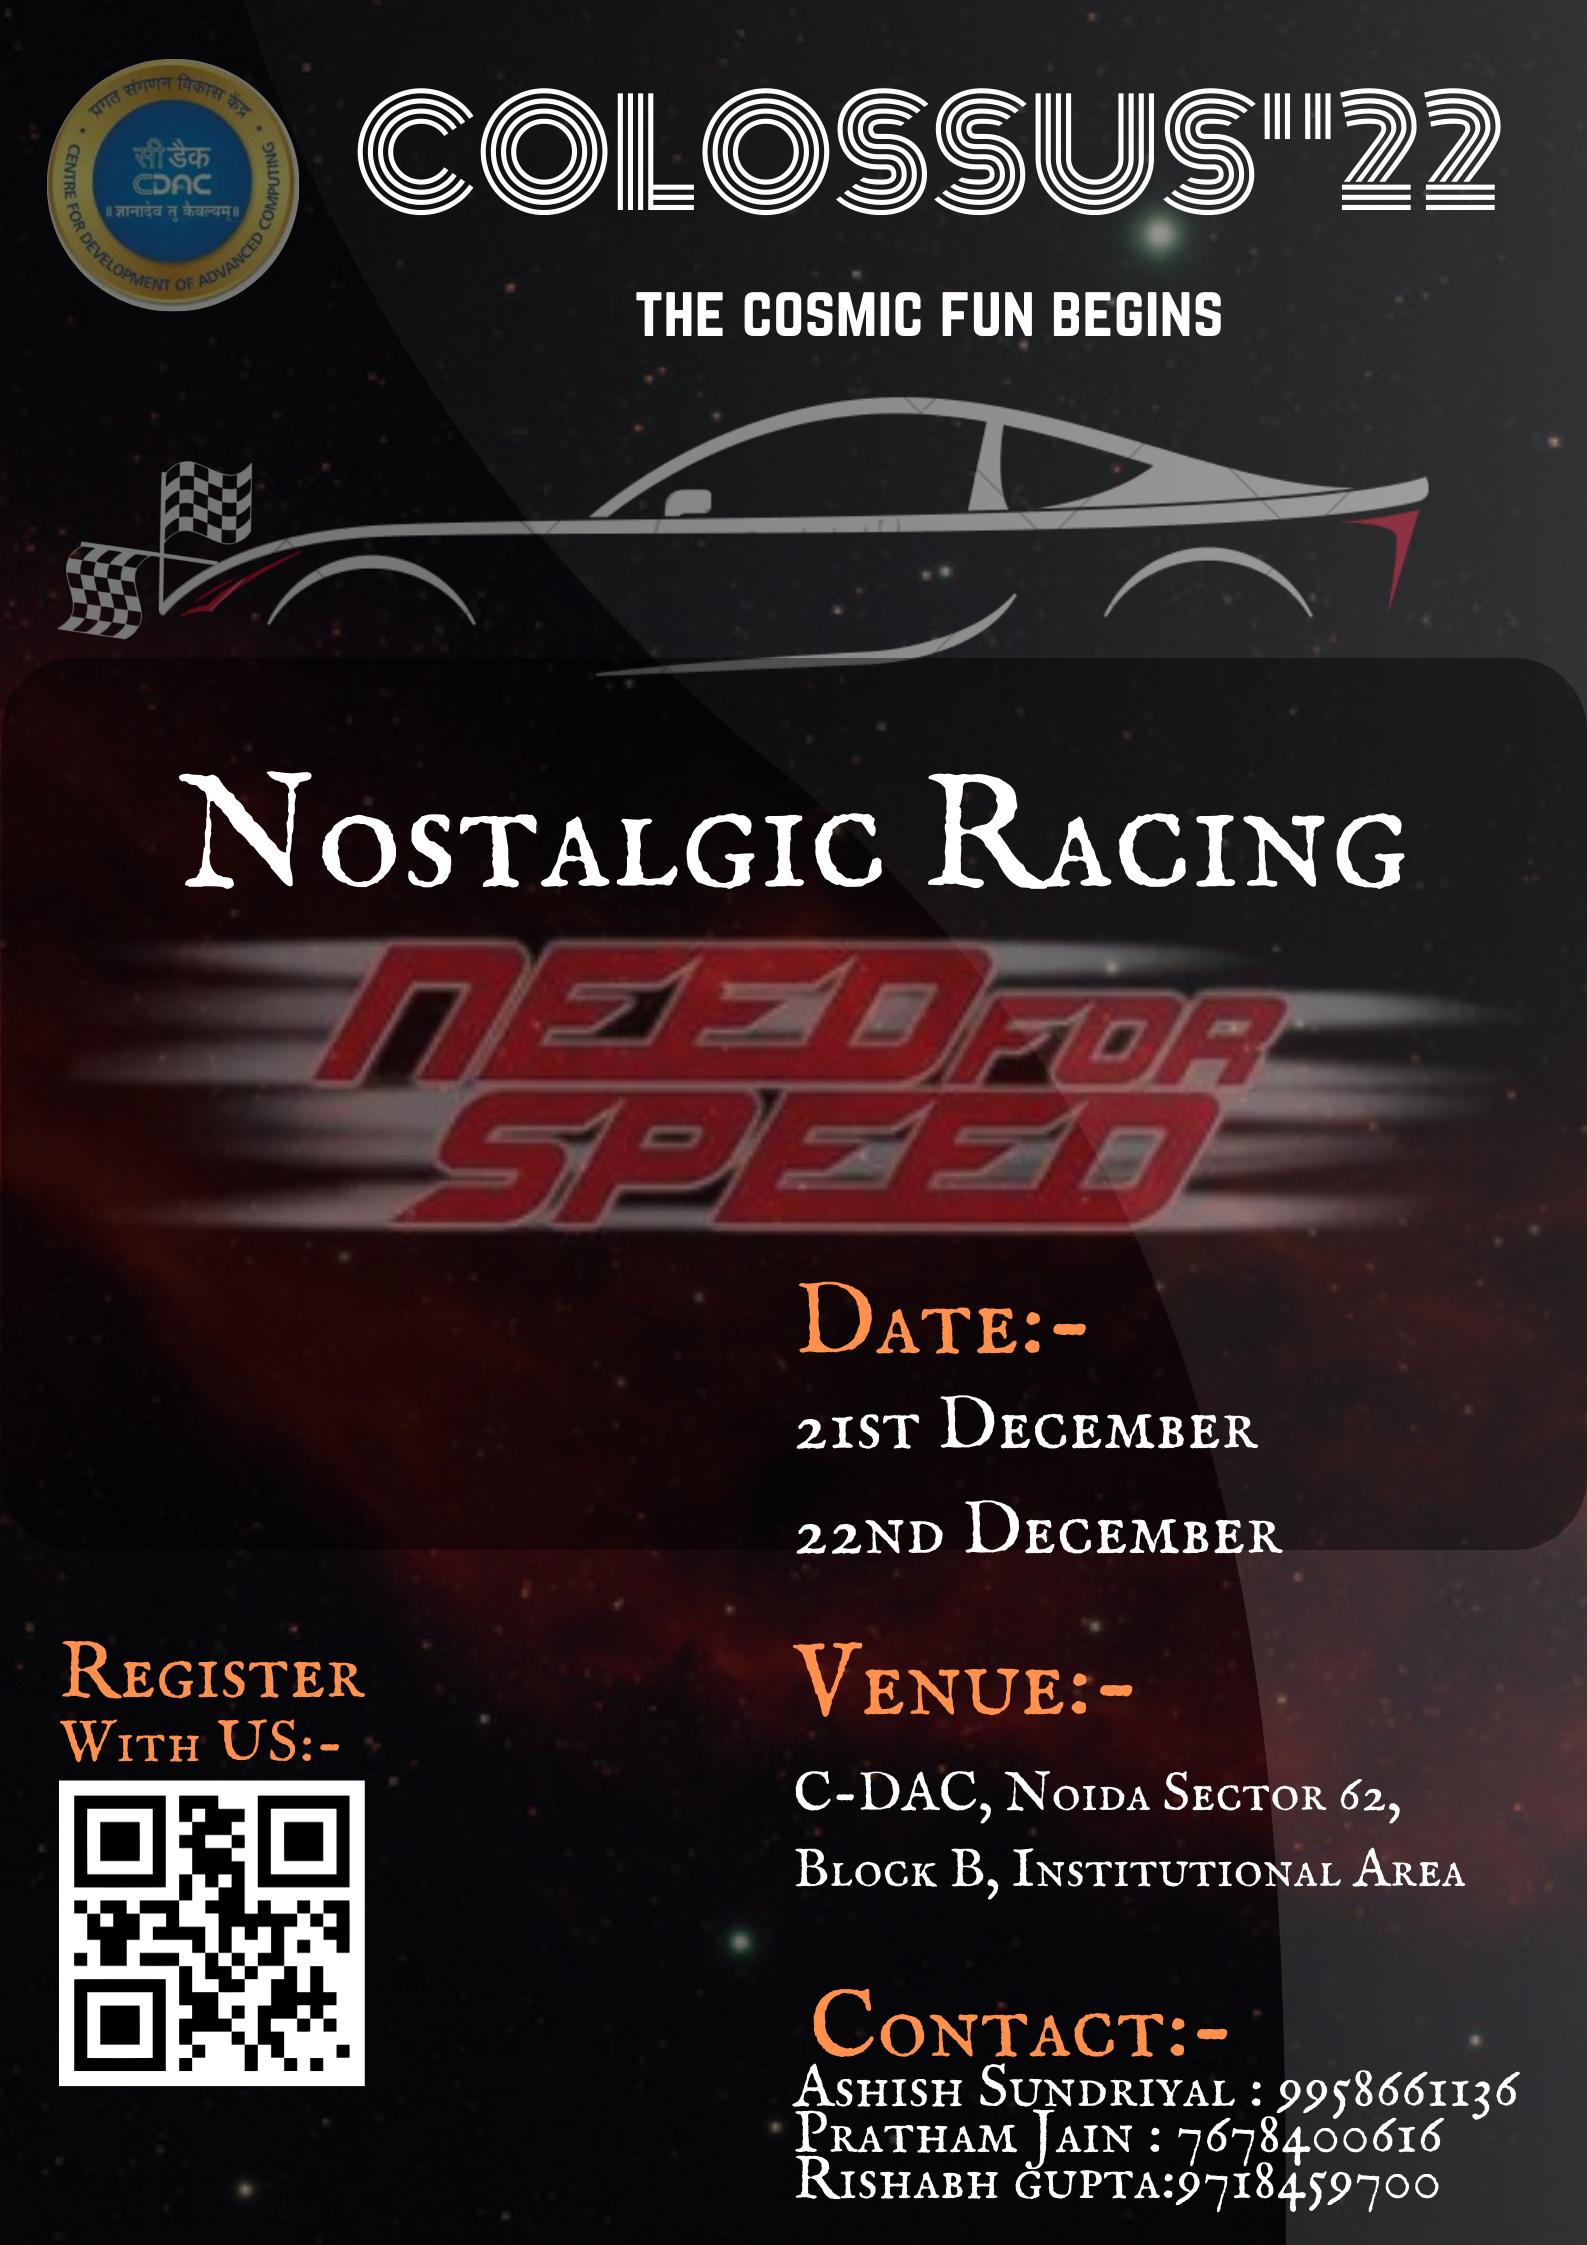 प्रगत संगणन विकास केंद्र
सी डैक
CDAC
॥ज्ञानादेव तु कैवल्यम्॥
CENTRE FOR DEVELOPMENT OF ADVANCED COMPUTING
COLOSSUS"22
THE COSMIC FUN BEGINS
Nostalgic Racing
NEED FOR
SPEED
Date:-
21st December
22nd December
Register
With US:-
Venue:-
C-DAC, Noida Sector 62,
Block B, Institutional Area
Contact:-
Ashish Sundriyal : 9958661136
Pratham Jain : 7678400616
Rishabh gupta:9718459700